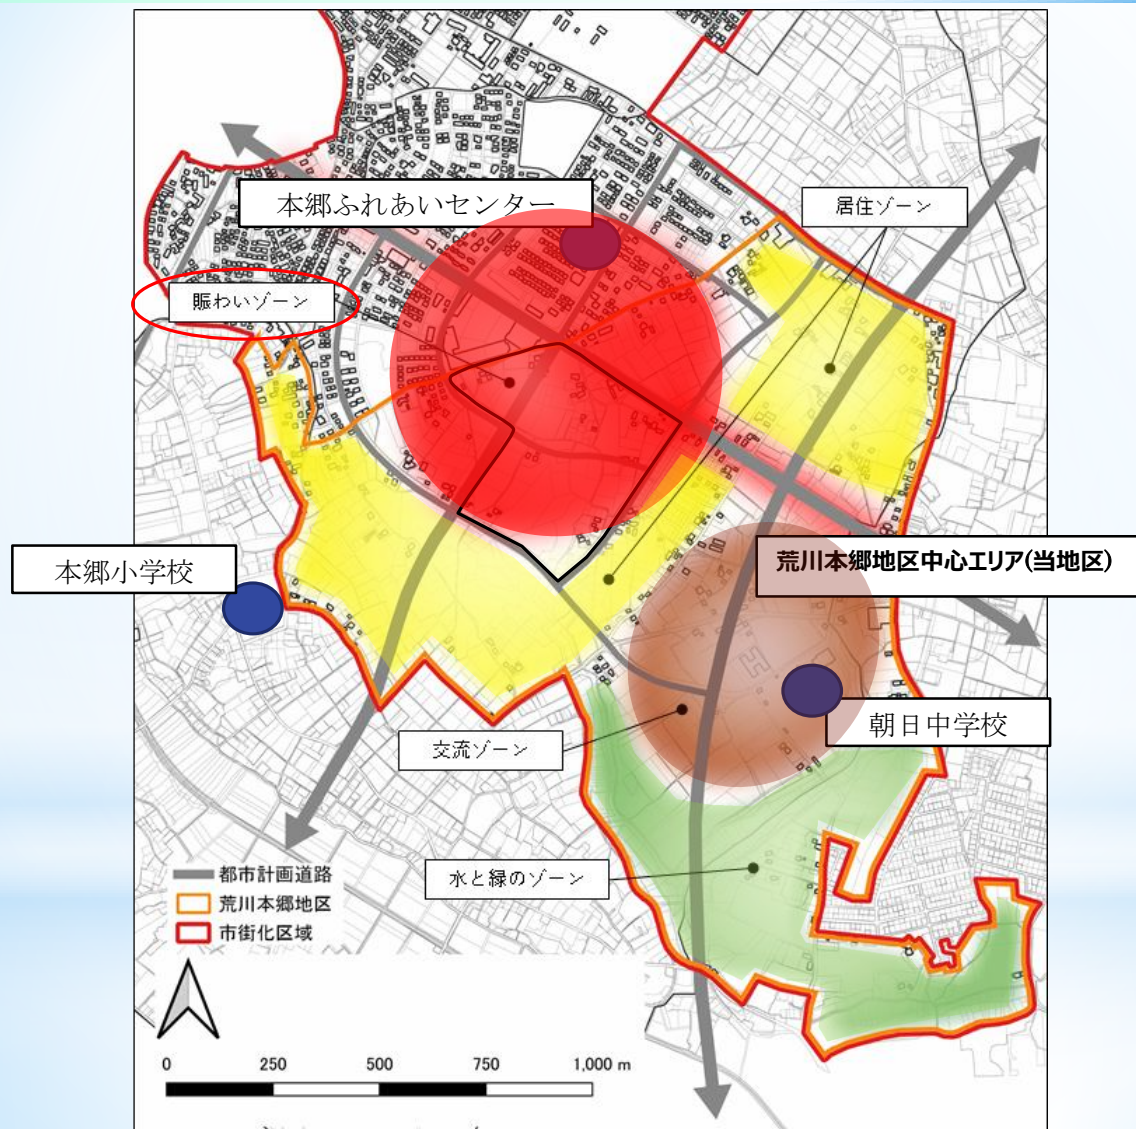 本郷ふれあいセンター
居住ゾーン
賑わいゾーン
荒川本郷地区中心エリア(当地区)
本郷小学校
朝日中学校
交流ゾーン
水と緑のゾーン
都市計画道路
荒川本郷地区
市街化区域
0 250 500 750 1,000 m